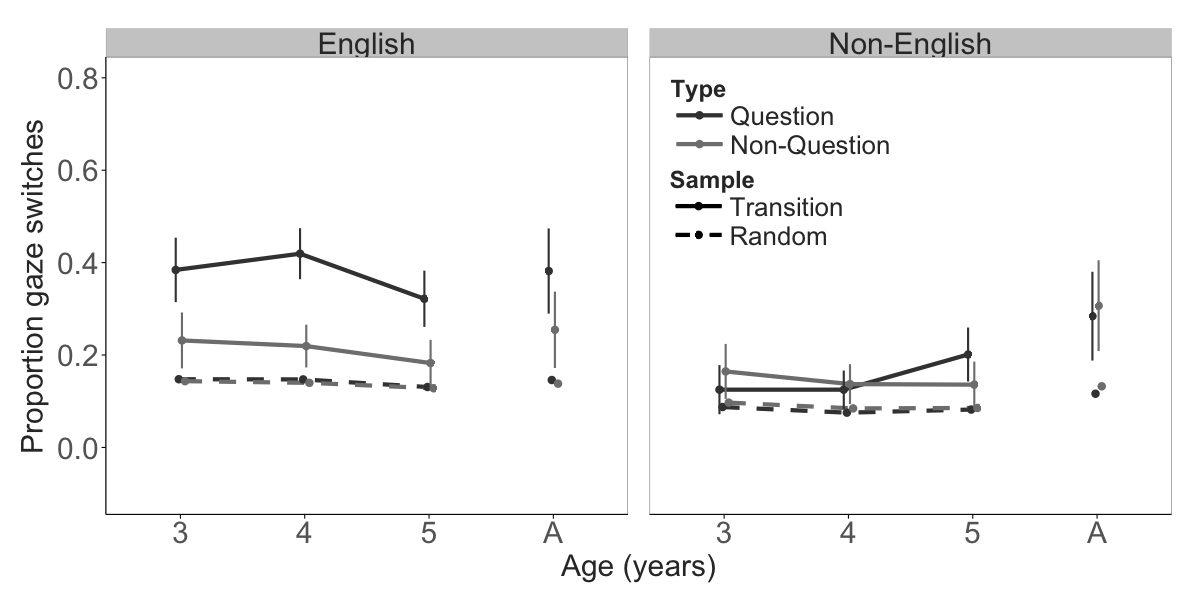 English
Non-English
Proportion gaze switches
0.8
0.6
0.4
0.2
0.0
Type
Question
Non-Question
Sample
Transition
Random
3 4 5 A
3 4 5 A
Age (years)